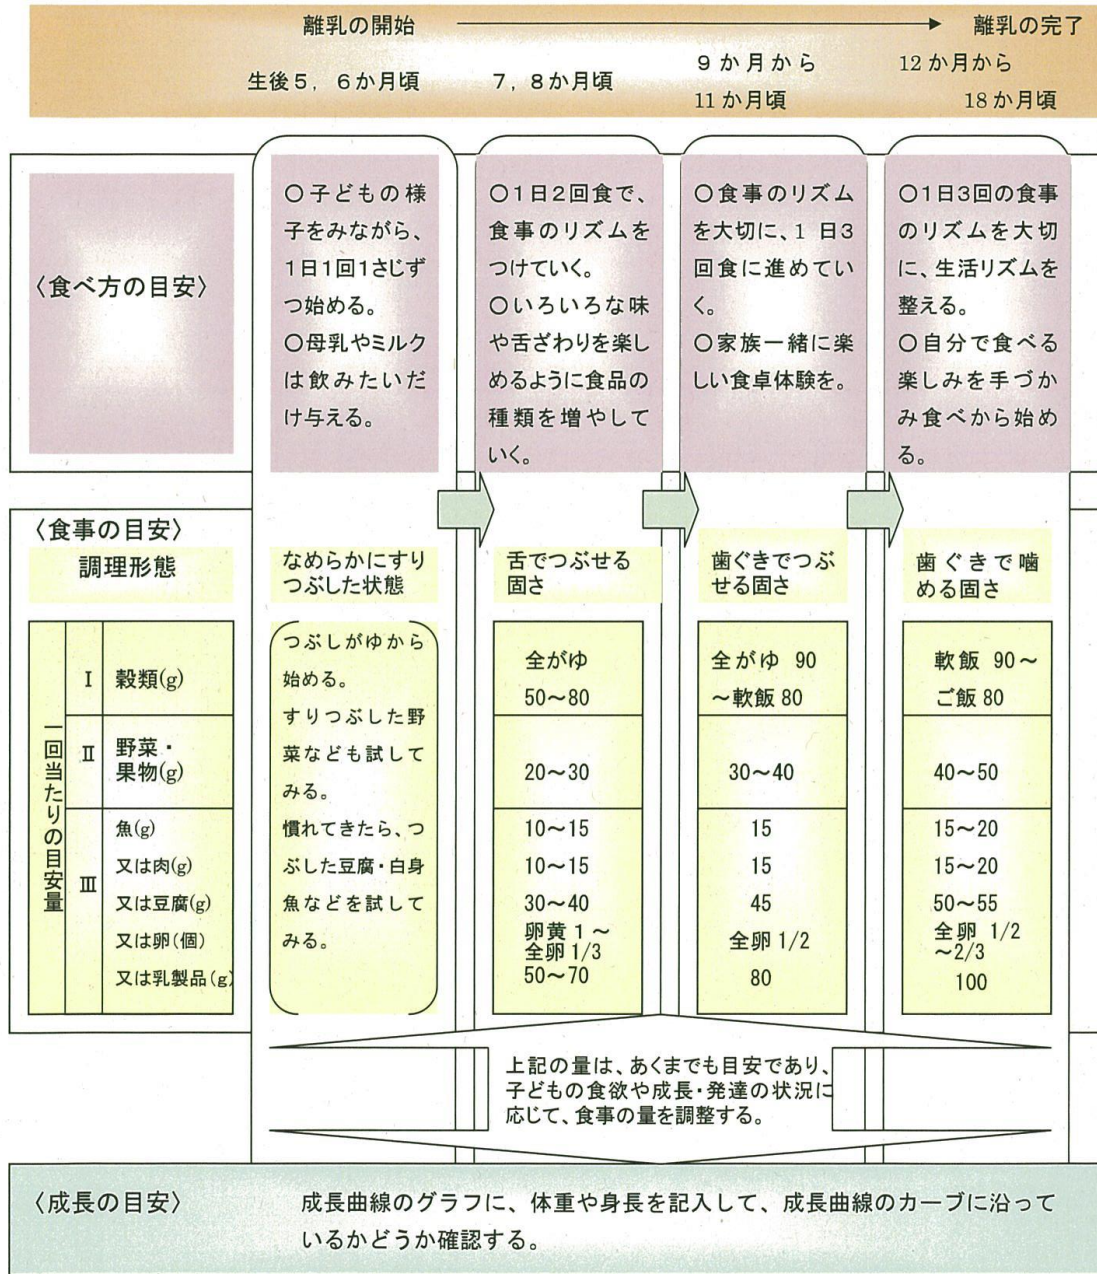 離乳の開始 離乳の完了
生後5，6か月頃 7，8か月頃 9か月から 12か月から
11か月頃 18か月頃
〈食べ方の目安〉
○子どもの様
子をみながら、
1日1回1さじず
つ始める。
○母乳やミルク
は飲みたいだ
け与える。
○1日2回食で、
食事のリズムを
つけていく。
○いろいろな味
や舌ざわりを楽し
めるように食品の
種類を増やして
いく。
○食事のリズム
を大切に、1 日3
回食に進めてい
く。
○家族一緒に楽
しい食卓体験を。
○1日3回の食事
のリズムを大切
に、生活リズムを
整える。
○自分で食べる
楽しみを手づか
み食べから始め
る。
〈食事の目安〉
調理形態
なめらかにすり
つぶした状態
舌でつぶせる
固さ
歯ぐきでつぶ
せる固さ
歯ぐきで噛
める固さ
一回当たりの目安量
つぶしがゆから
始める。
すりつぶした野
菜なども試して
みる。
慣れてきたら、つ
ぶした豆腐・白身
魚などを試して
みる。
Ⅰ 穀類(g)
全がゆ
50～80
全がゆ 90
～軟飯 80
軟飯 90～
ご飯 80
Ⅱ 野菜・
果物(g)
20～30 30～40 40～50
Ⅲ
魚(g) 10～15 15 15～20
又は肉(g) 10～15 15 15～20
又は豆腐(g) 30～40 45 50～55
又は卵(個)
卵黄 1～
全卵 1/3
全卵 1/2
全卵 1/2
～2/3
又は乳製品(g) 50～70 80 100
上記の量は、あくまでも目安であり、
子どもの食欲や成長・発達の状況に
応じて、食事の量を調整する。
〈成長の目安〉
成長曲線のグラフに、体重や身長を記入して、成長曲線のカーブに沿って
いるかどうか確認する。